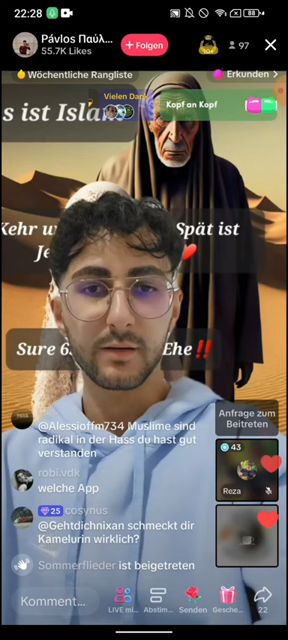 22:28
88
Pávlos Παύλ...
55.7K Likes
+ Folgen
97
Wöchentliche Rangliste
Erkunden >
Vielen Dank
Kopf an Kopf
s ist Islam
Kehr
Spät ist
Je
Sure 6
Ehe!!
@Alessioffm734 Muslime sind
radikal in der Hass du hast gut
verstanden
robi.vdk
welche App
25 cosynus
@Gehtdichnixan schmeckt dir
Kamelurin wirklich?
Sommerflieder ist beigetreten
Anfrage zum
Beitreten
43
Reza
Komment...
LIVE mi...
Abstim...
Senden
Gesche...
22